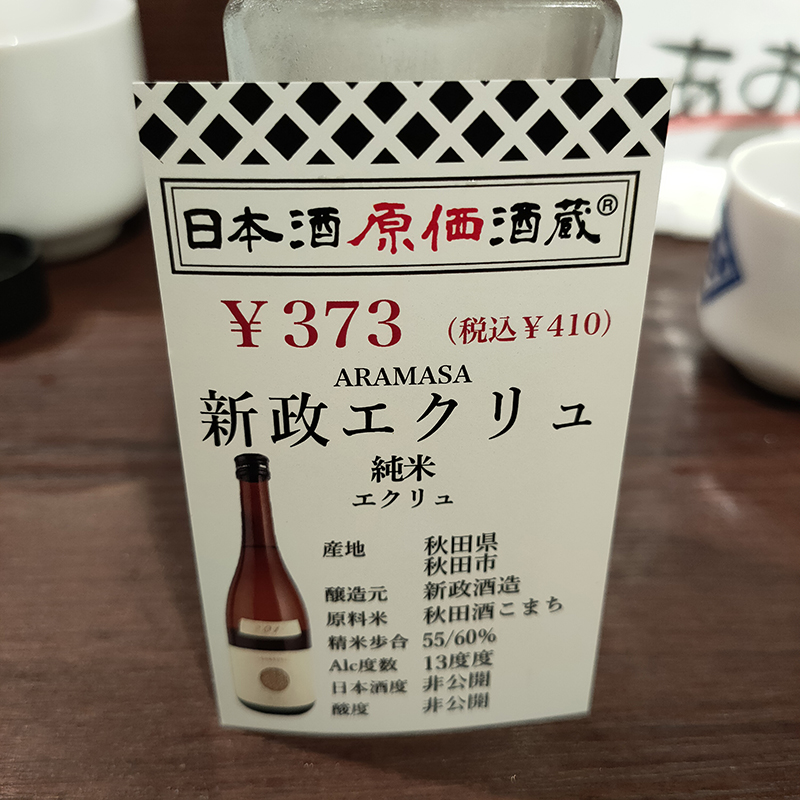 あお
日本酒原価酒蔵®
￥373 (税込￥410)
ARAMASA
新政エクリュ
純米
エクリュ
産地 秋田県
秋田市
醸造元 新政酒造
原料米 秋田酒こまち
精米歩合 55/60%
Alc度数 13度度
日本酒度 非公開
酸度 非公開